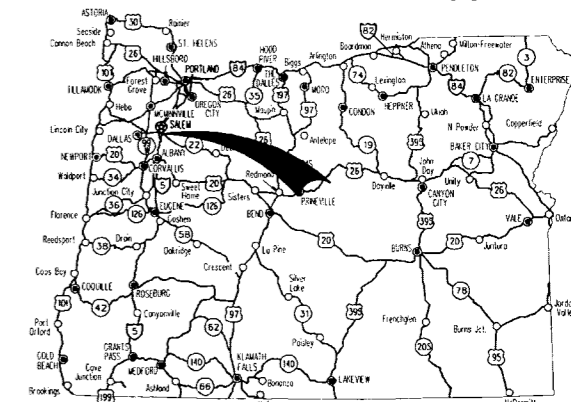 ASTORIA
30
Rainier
Seaside
Cannon Beach
26
ST. HELENS
HILLSBORO
PORTLAND
Forest Grove
101
TILLAMOOK
Hebo
OREGON CITY
McMINNVILLE
SALEM
Lincoln City
DALLAS
99
ALBANY
22
NEWPORT
20
CORVALLIS
Waldport
34
Junction City
5
Sweet Home
20
36
126
EUGENE
126
Florence
Goshen
Sisters
Reedsport
38
Drain
58
Oakridge
Coos Bay
COQUILLE
ROSEBURG
Crescent
101
42
Canyonville
Port Orford
5
62
97
GOLD BEACH
GRANTS PASS
Cave Junction
MEDFORD
140
Brookings
199
Ashland
66
KLAMATH FALLS
140
Bonanza
84
HOOD RIVER
THE DALLES
Biggs
35
197
MORO
97
26
Maupin
26
Antelope
Redmond
PRINEVILLE
BEND
La Pine
20
Silver Lake
31
395
Paisley
LAKEVIEW
82
Hermiston
Boardman
Arlington
Athena
Milton-Freewater
PENDLETON
74
Lexington
HEPPNER
CONDON
Ukiah
19
395
84
LA GRANDE
82
3
ENTERPRISE
N. Powder
Copperfield
BAKER CITY
7
John Day
26
Dayville
Unity
26
CANYON CITY
395
VALE
BURNS
20
Juntura
78
Frenchglen
205
Burns Jct.
95